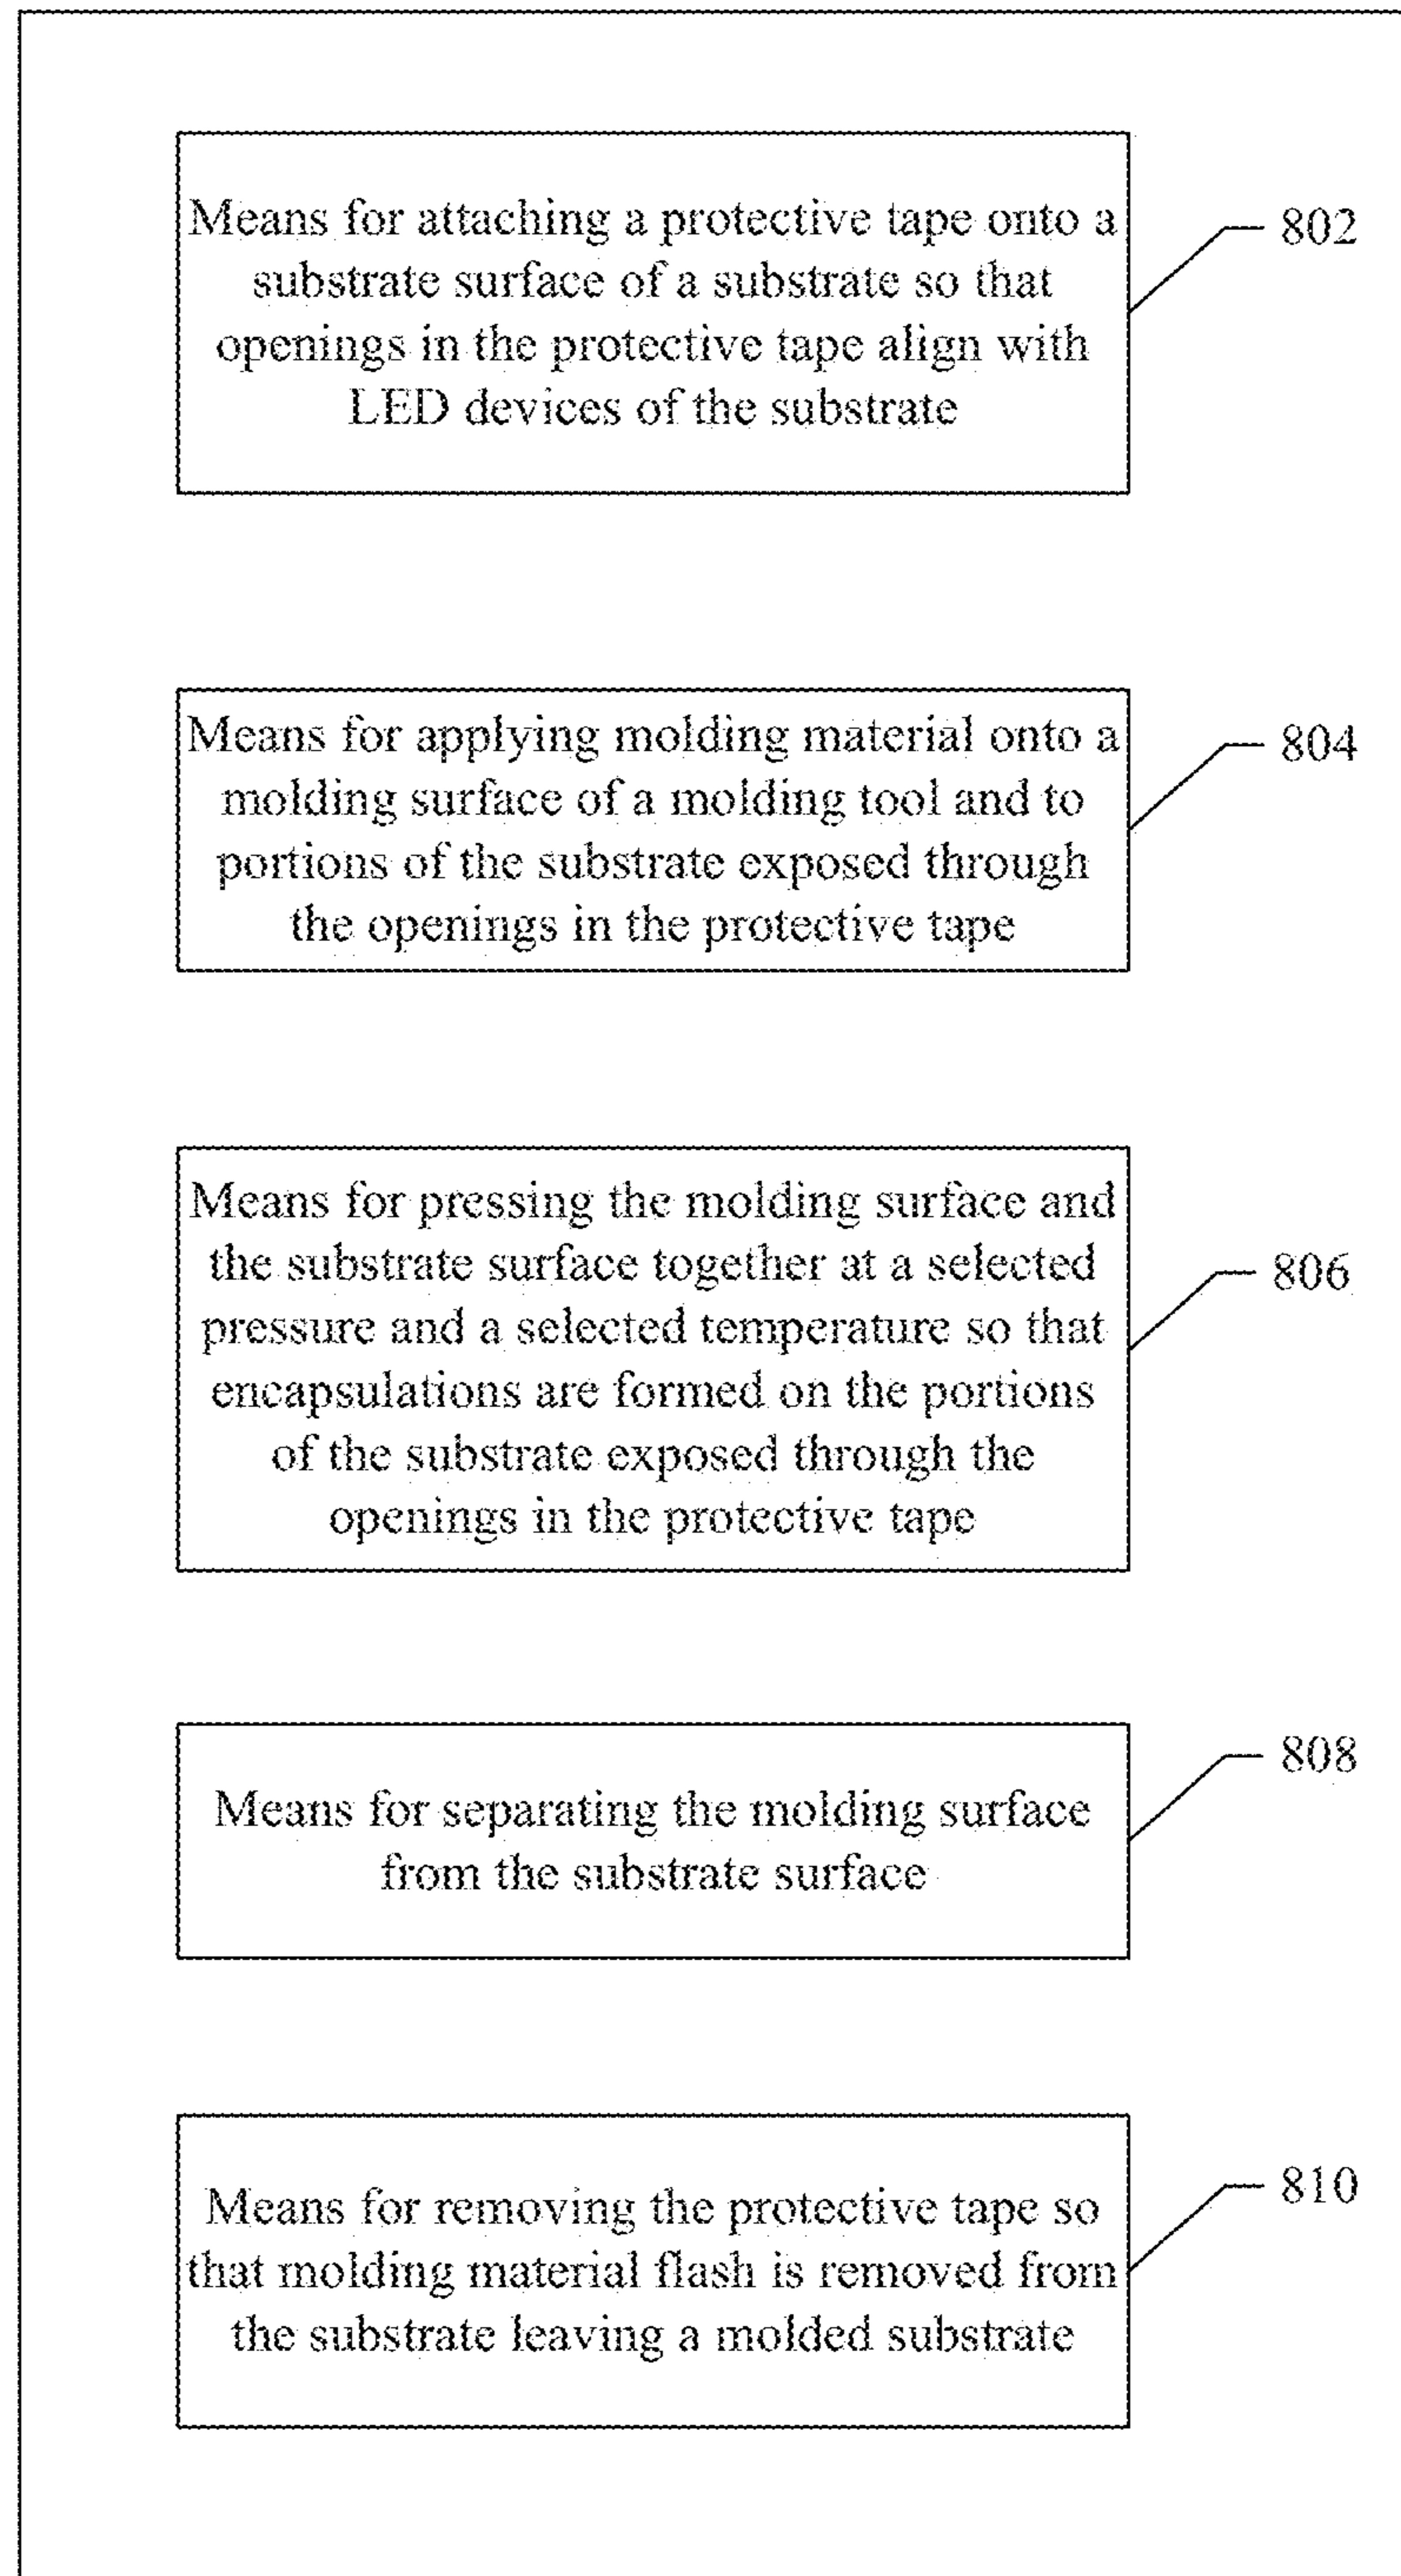 Means for attaching a protective tape onto a
substrate surface of a substrate so that
openings in the protective tape align with
LED devices of the substrate
802
Means for applying molding material onto a
molding surface of a molding tool and to
portions of the substrate exposed through
the openings in the protective tape
804
Means for pressing the molding surface and
the substrate surface together at a selected
pressure and a selected temperature so that
encapsulations are formed on the portions
of the substrate exposed through the
openings in the protective tape
806
Means for separating the molding surface
from the substrate surface
808
Means for removing the protective tape so
that molding material flash is removed from
the substrate leaving a molded substrate
810